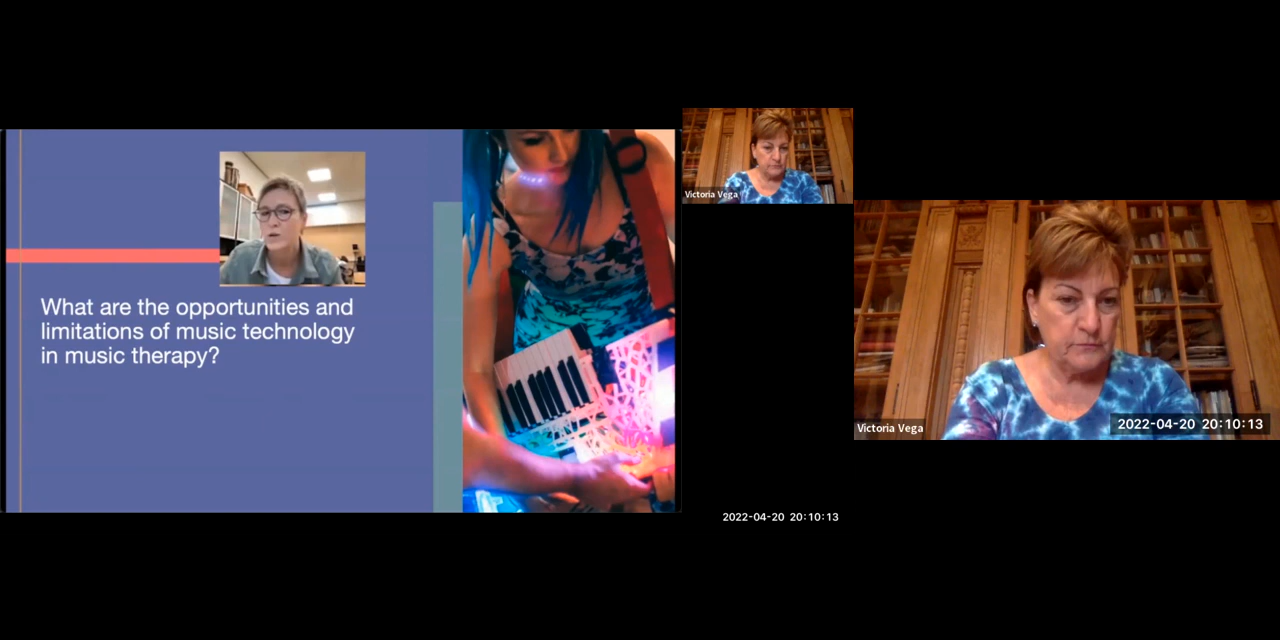 What are the opportunities and
limitations of music technology
in music therapy?
Victoria Vega
Victoria Vega
2022-04-20 20:10:13
2022-04-20 20:10:13